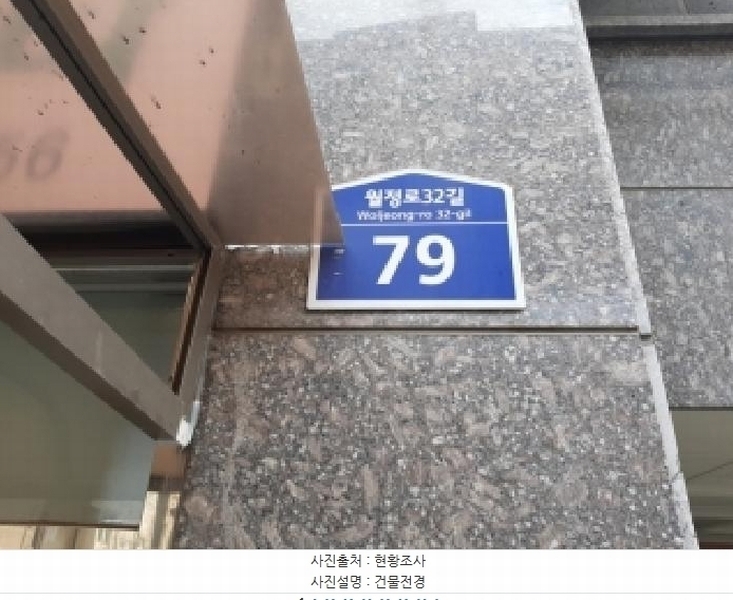 월정로32길
Woljeong-ro 32-gil
79
66
사진출처 : 현황조사
사진설명 : 건물전경